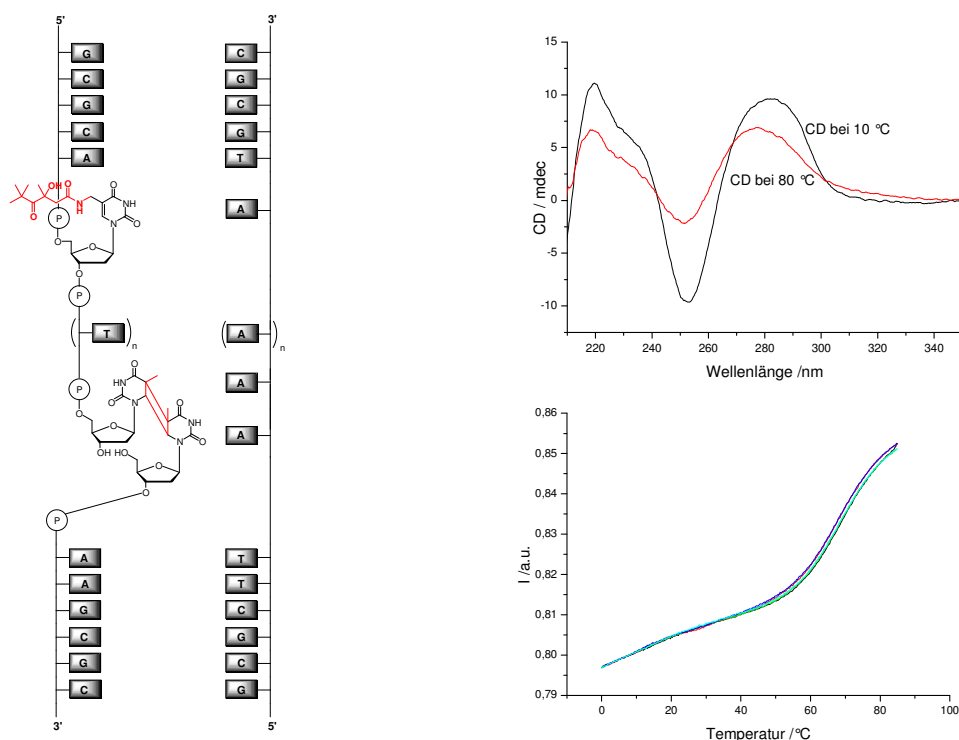 5' 3'
G C
C G
G C
C G
A T
OH O O
O NH N H
O
A
P NH
O N O
O
O
P
( T )n ( A )n
O
HN
A
P O N O
O NH
O N O
A
OH HO
O
O
P
A T
A T
G C
C G
G C
C G
3' 5'
15
10
5
0
-5
-10
CD / mdec
CD bei 10 °C
CD bei 80 °C
220 240 260 280 300 320 340
Wellenlänge /nm
0,86
0,85
0,84
0,83
0,82
0,81
0,80
0,79
I /a.u.
0 20 40 60 80 100
Temperatur /°C